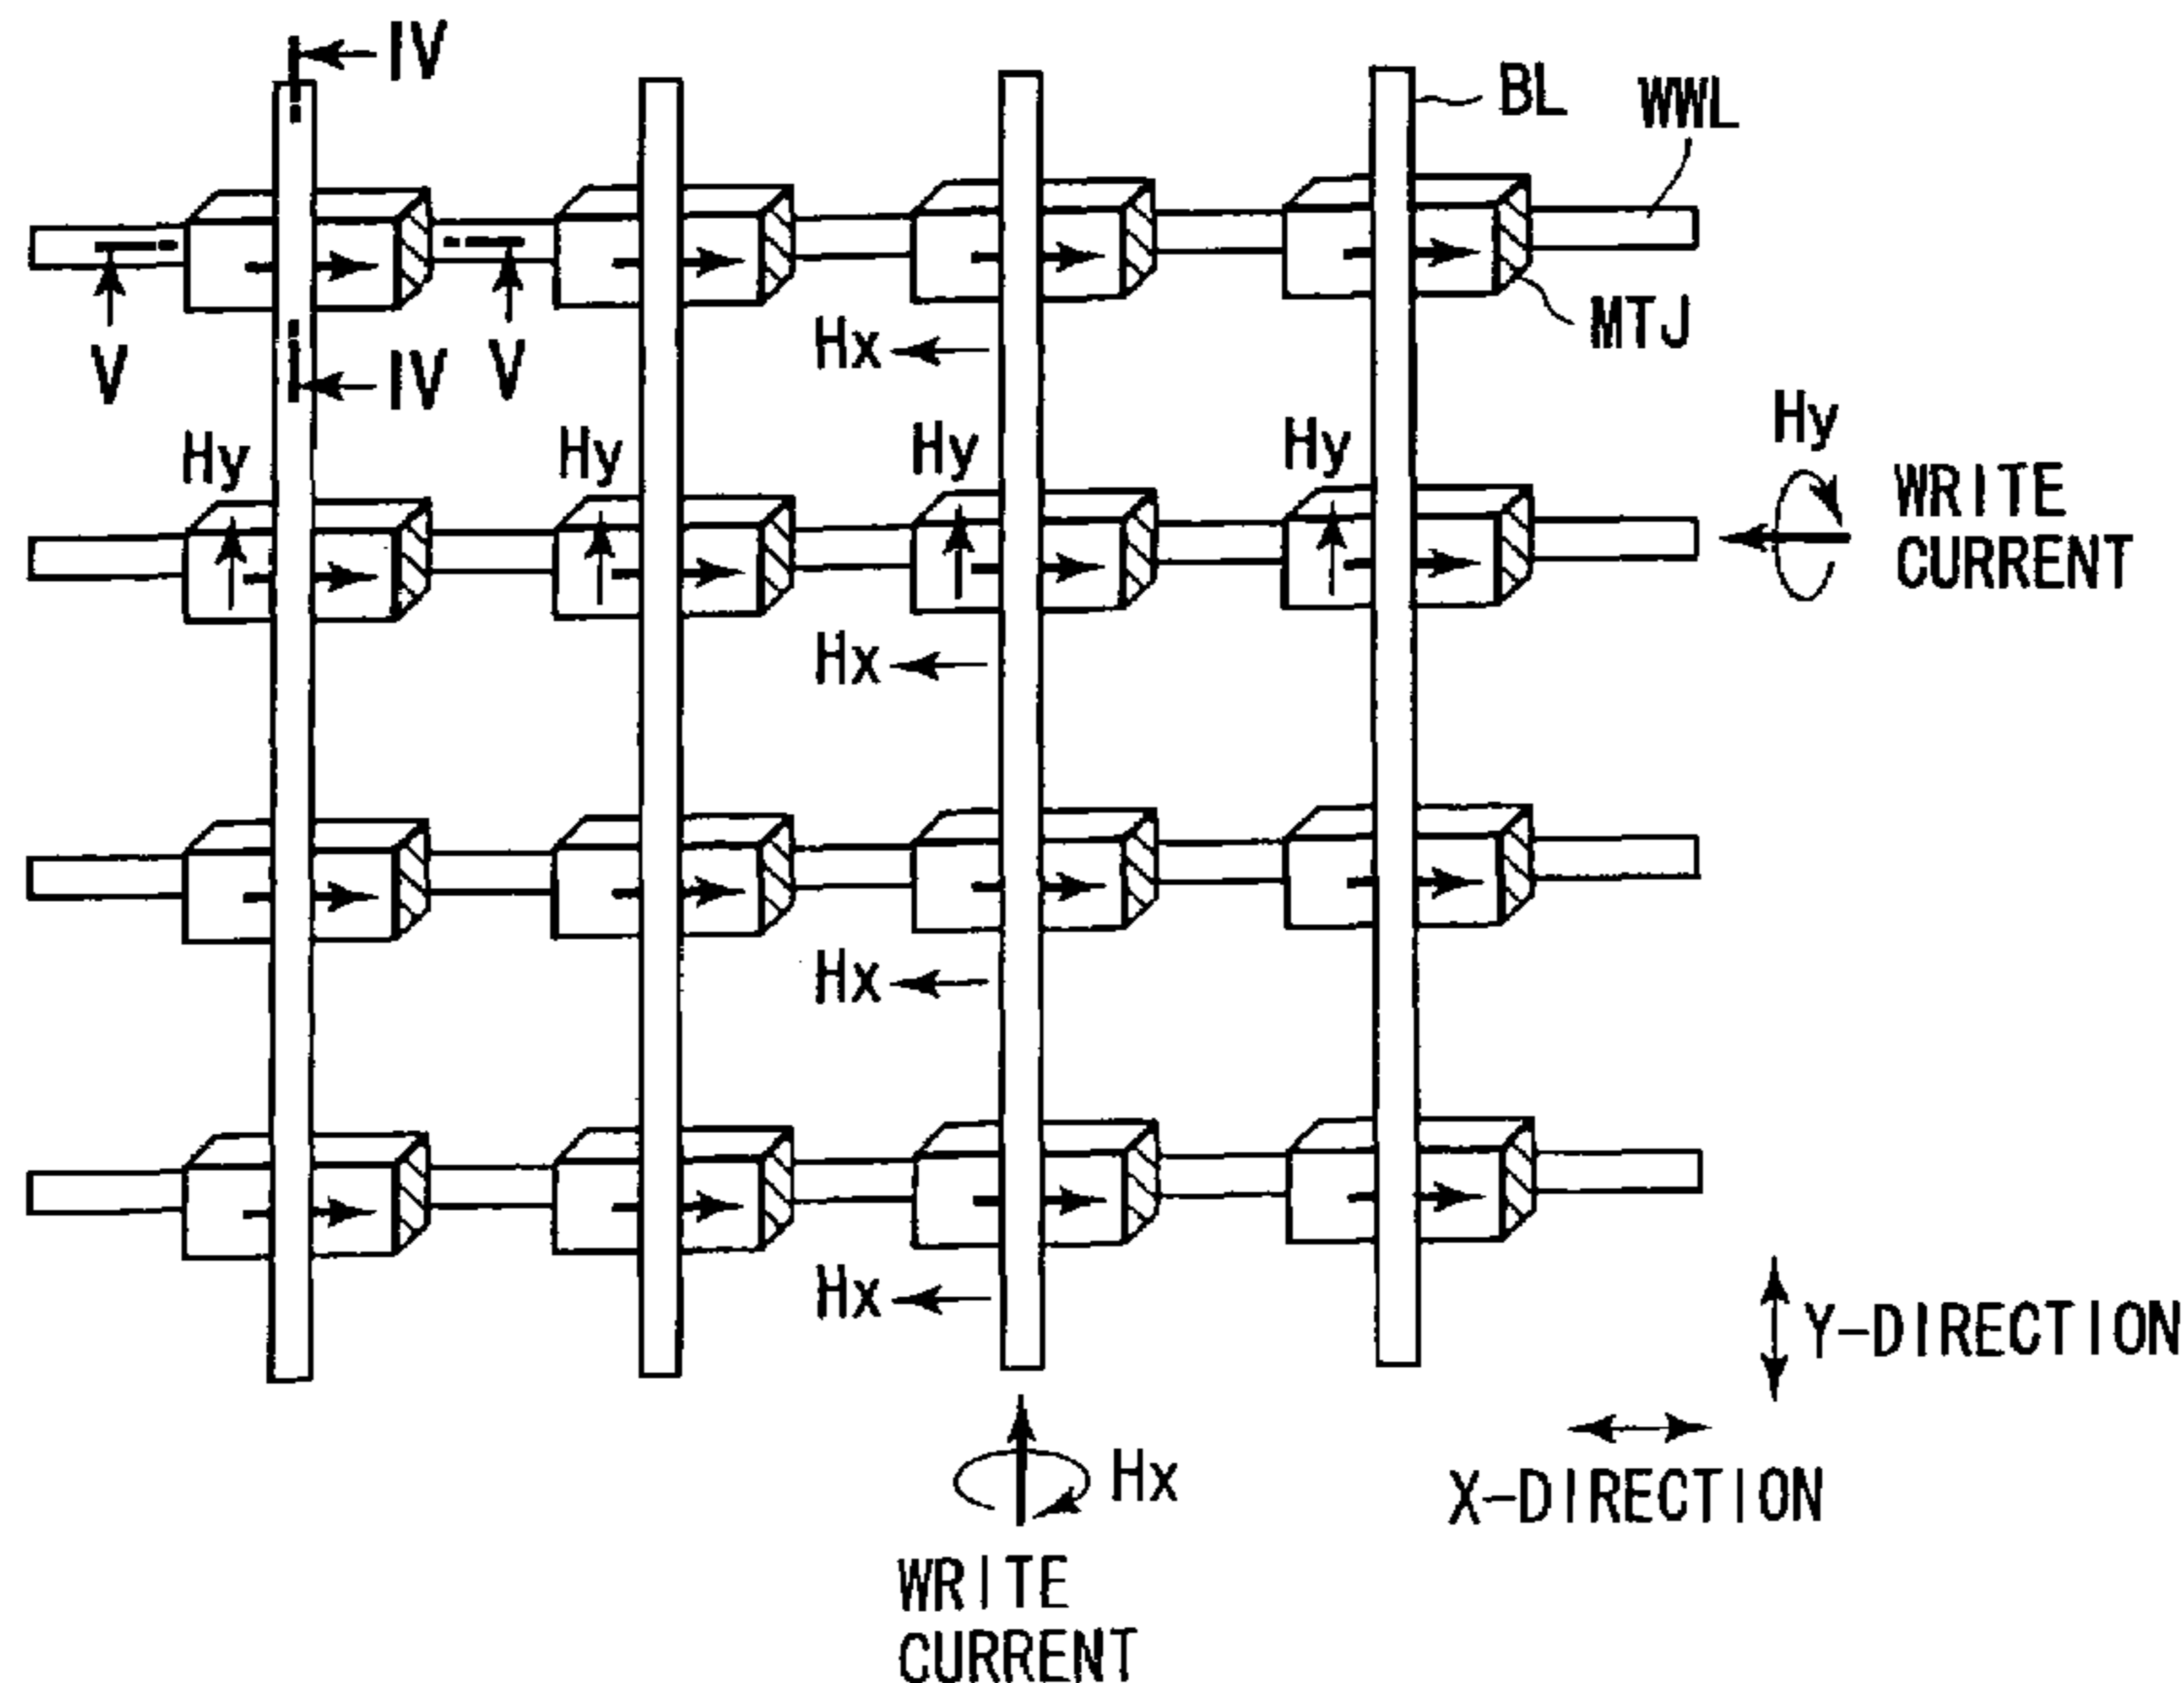 IV
BL
WWL
V
IV
V
Hx
MTJ
Hy
Hy
Hy
Hy
Hy
WRITE
CURRENT
Hx
Hx
Hx
Y-DIRECTION
Hx
X-DIRECTION
WRITE
CURRENT